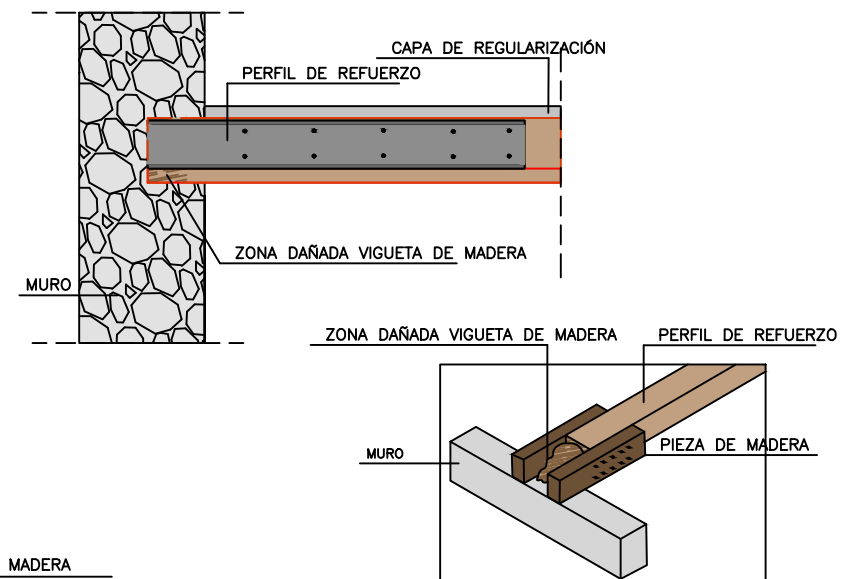 CAPA DE REGULARIZACIÓN
PERFIL DE REFUERZO
ZONA DAÑADA VIGUETA DE MADERA
MURO
ZONA DAÑADA VIGUETA DE MADERA
PERFIL DE REFUERZO
MURO
PIEZA DE MADERA
MADERA